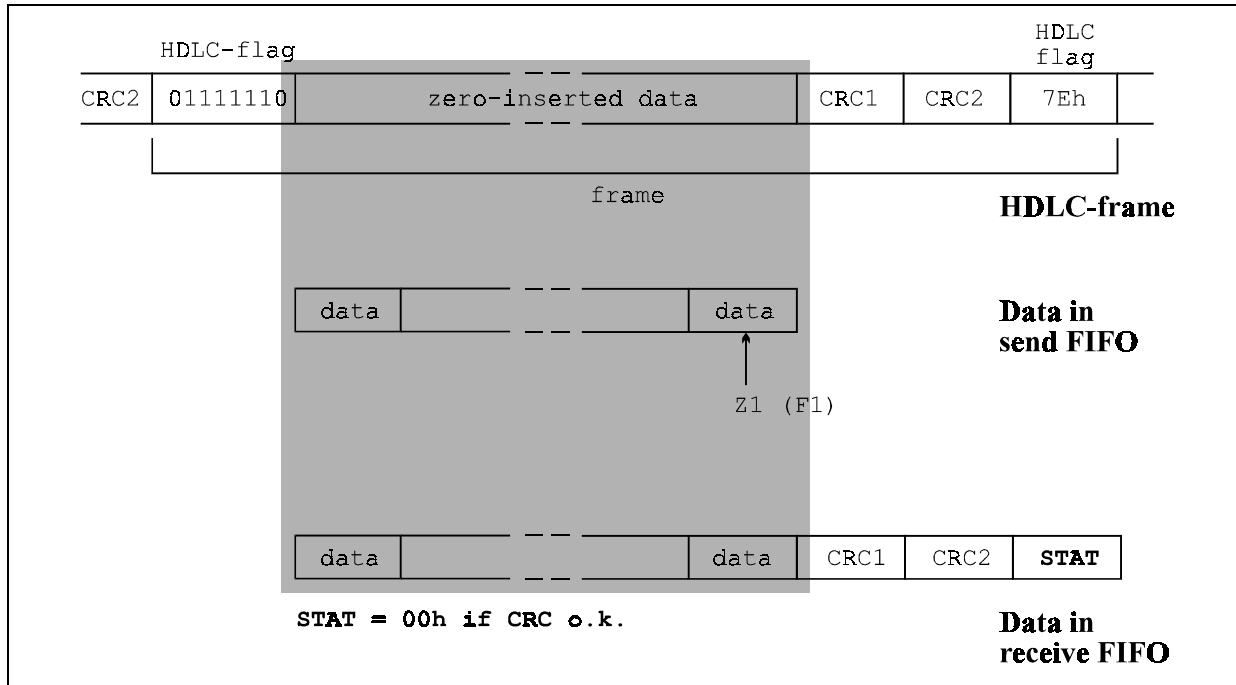 HDLC-flag
HDLC
flag
CRC2 01111110 zero-inserted data CRC1 CRC2 7Eh
frame
HDLC-frame
data data
Data in
send FIFO
Z1 (F1)
data data CRC1 CRC2 STAT
STAT = 00h if CRC o.k.
Data in
receive FIFO